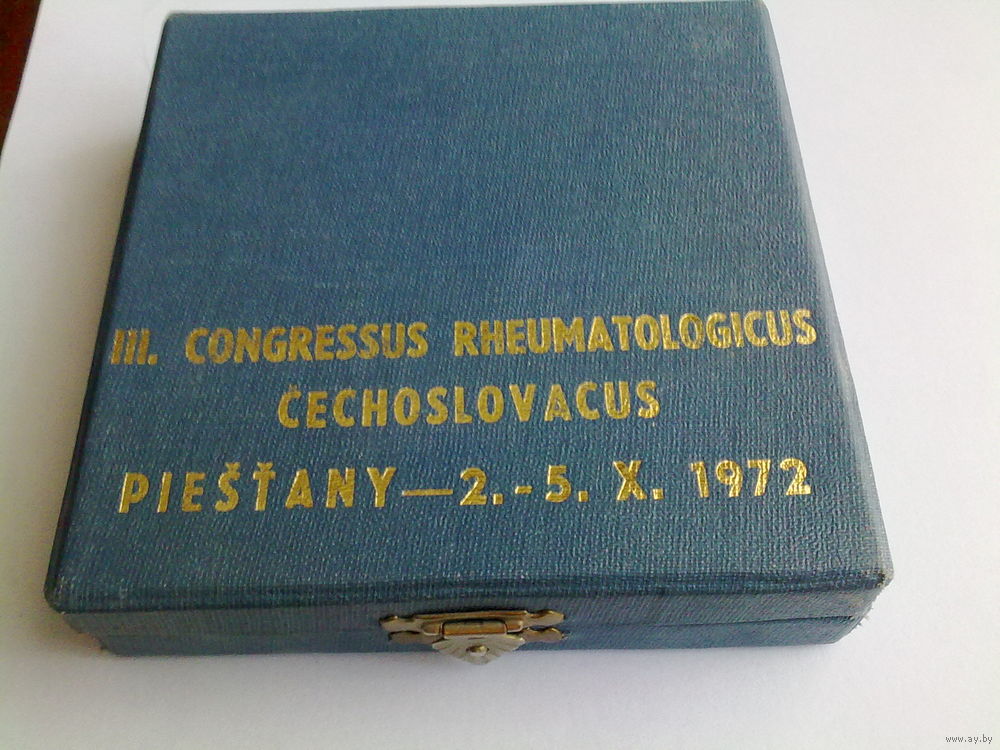 III. CONGRESSUS RHEUMATOLOGICUS
ČECHOSLOVACUS
PIEŠŤANY—2.-5. X. 1972
www.ay.by